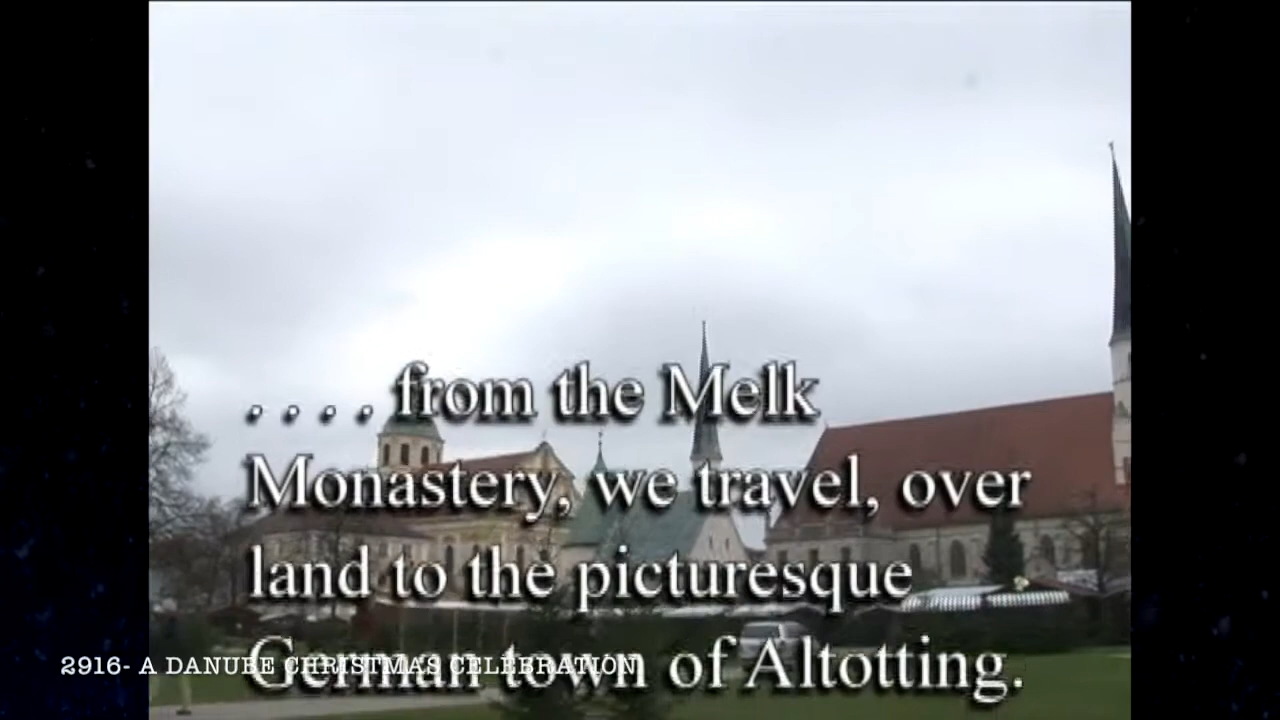 . . . . from the Melk
Monastery, we travel, over
land to the picturesque
German town of Altotting.
2916- A DANUBE CHRISTMAS CELEBRATION